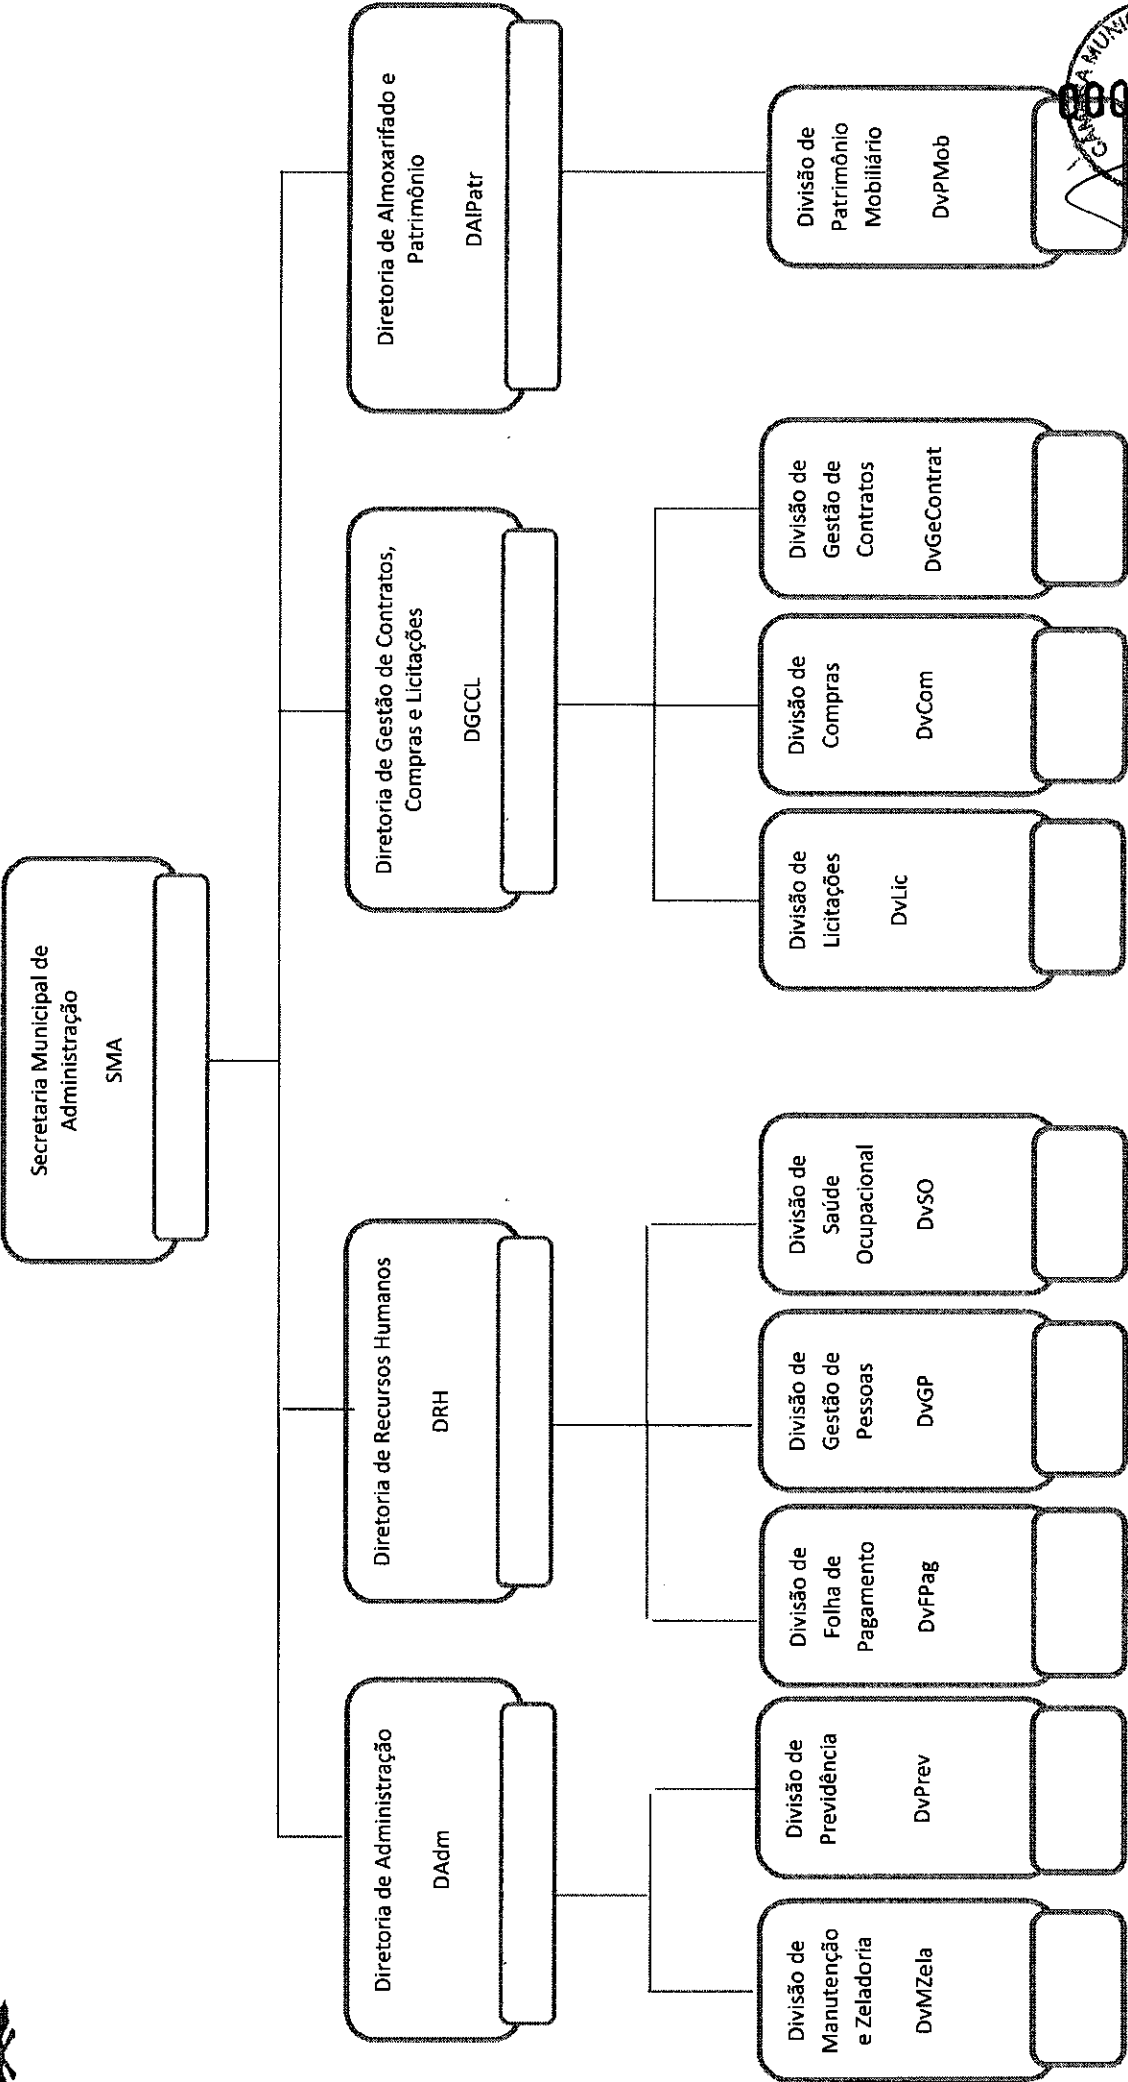 Secretaria Municipal de
Administração
SMA
Diretoria de Administração
DAdm
Diretoria de Recursos Humanos
DRH
Diretoria de Gestão de Contratos,
Compras e Licitações
DGCCL
Diretoria de Almoxarifado e
Patrimônio
DAlPatr
Divisão de
Manutenção
e Zeladoria
DvMZela
Divisão de
Previdência
DvPrev
Divisão de
Folha de
Pagamento
DvFPag
Divisão de
Gestão de
Pessoas
DvGP
Divisão de
Saúde
Ocupacional
DvSO
Divisão de
Licitações
DvLic
Divisão de
Compras
DvCom
Divisão de
Gestão de
Contratos
DvGeContrat
Divisão de
Patrimônio
Mobiliário
DvPMob